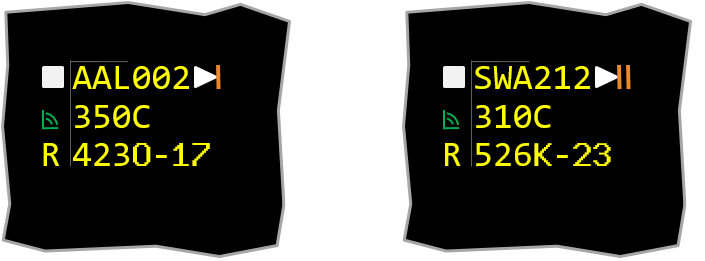 AAL002
350C
R 423O-17
SWA212
310C
R 526K-23